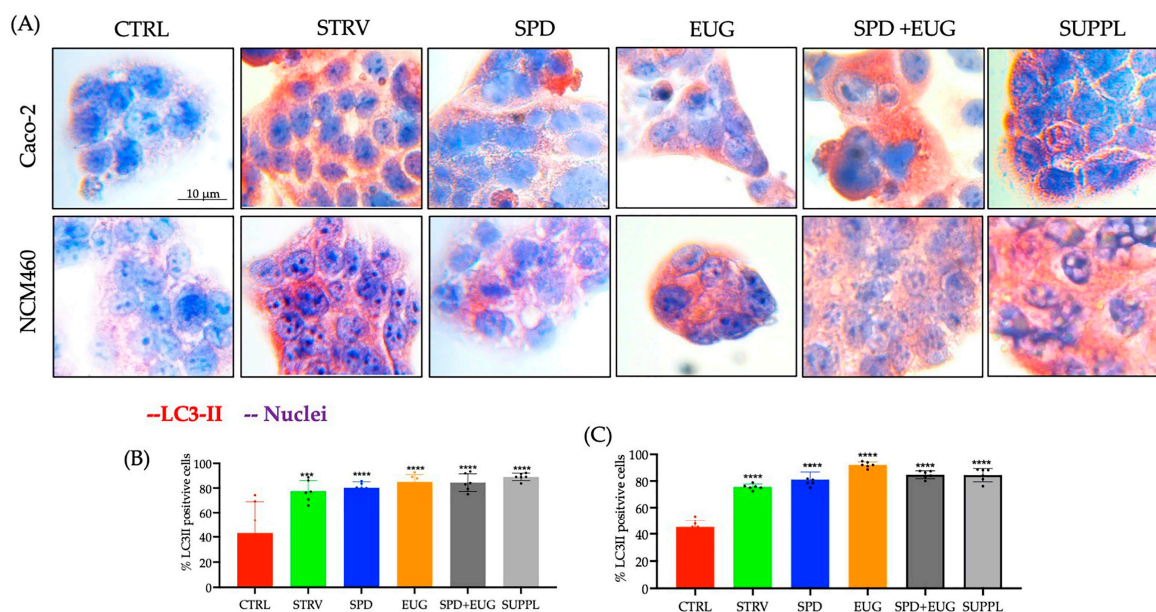 (A)
CTRL STRV SPD EUG SPD +EUG SUPPL
Caco-2
10 µm
NCM460
--LC3-II -- Nuclei
(B)
% LC3II positvive cells
100
80
60
40
20
0
*** **** **** **** ****
CTRL STRV SPD EUG SPD+EUG SUPPL
(C)
% LC3II positvive cells
100
80
60
40
20
0
**** **** **** **** ****
CTRL STRV SPD EUG SPD+EUG SUPPL